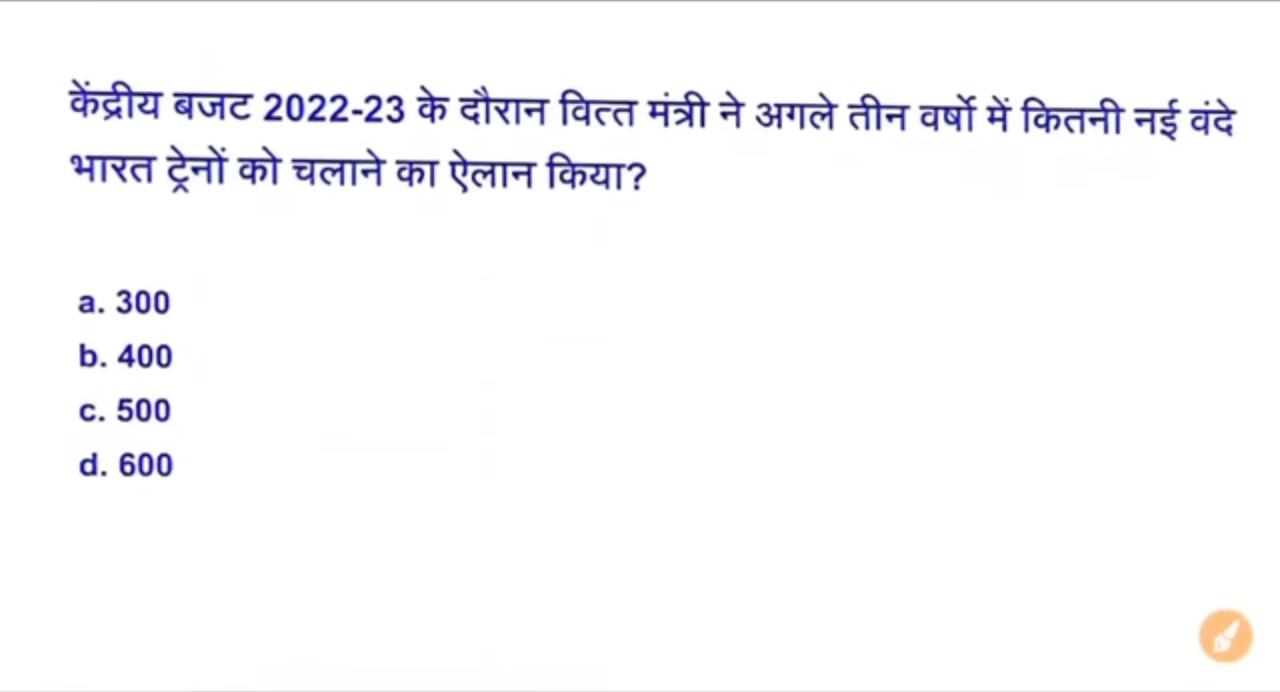 केंद्रीय बजट 2022-23 के दौरान वित्त मंत्री ने अगले तीन वर्षो में कितनी नई वंदे
भारत ट्रेनों को चलाने का ऐलान किया?
a. 300
b. 400
c. 500
d. 600